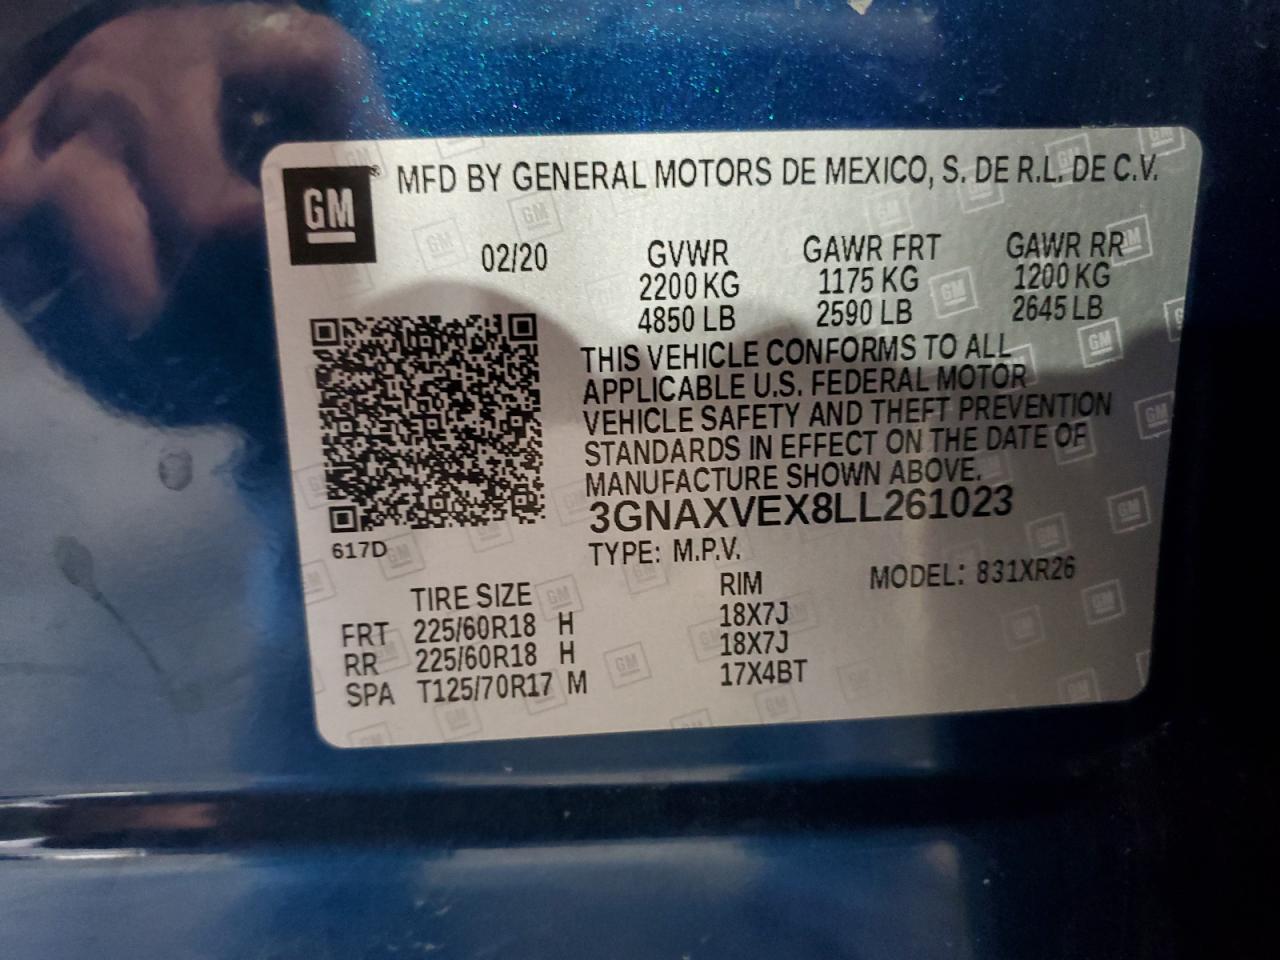 GM® MFD BY GENERAL MOTORS DE MEXICO, S. DE R.L. DE C.V.
02/20 GVWR GAWR FRT GAWR RR
2200 KG 1175 KG 1200 KG
4850 LB 2590 LB 2645 LB
THIS VEHICLE CONFORMS TO ALL
APPLICABLE U.S. FEDERAL MOTOR
VEHICLE SAFETY AND THEFT PREVENTION
STANDARDS IN EFFECT ON THE DATE OF
MANUFACTURE SHOWN ABOVE.
3GNAXVEX8LL261023
617D TYPE: M.P.V.
TIRE SIZE RIM MODEL: 831XR26
FRT 225/60R18 H 18X7J
RR 225/60R18 H 18X7J
SPA T125/70R17 M 17X4BT